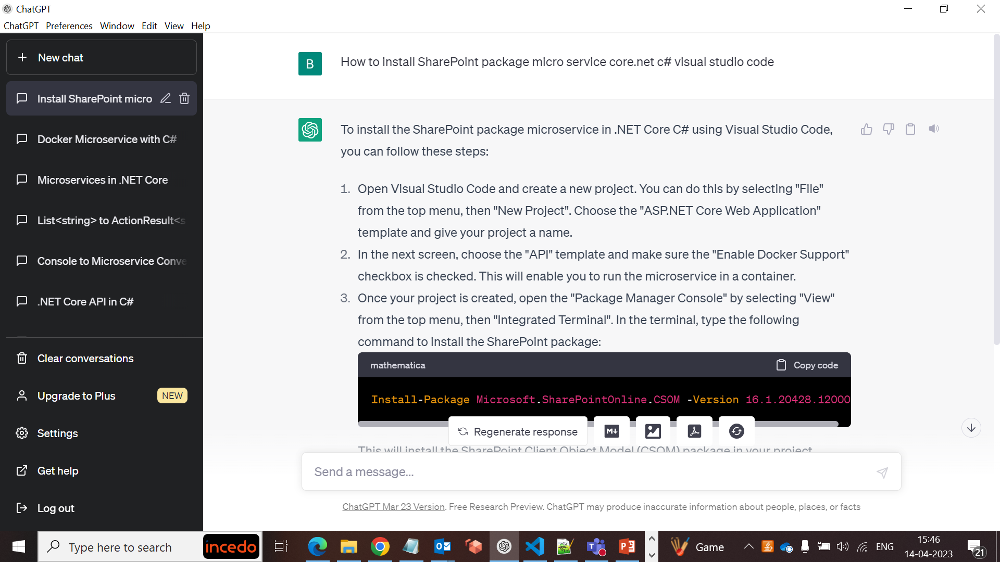 ChatGPT
ChatGPT Preferences Window Edit View Help
New chat
Install SharePoint micro
Docker Microservice with C#
Microservices in .NET Core
List<string> to ActionResult<s
Console to Microservice Conve
.NET Core API in C#
Clear conversations
Upgrade to Plus NEW
Settings
Get help
Log out
B
How to install SharePoint package micro service core.net c# visual studio code
To install the SharePoint package microservice in .NET Core C# using Visual Studio Code,
you can follow these steps:
1. Open Visual Studio Code and create a new project. You can do this by selecting "File"
from the top menu, then "New Project". Choose the "ASP.NET Core Web Application"
template and give your project a name.
2. In the next screen, choose the "API" template and make sure the "Enable Docker Support"
checkbox is checked. This will enable you to run the microservice in a container.
3. Once your project is created, open the "Package Manager Console" by selecting "View"
from the top menu, then "Integrated Terminal". In the terminal, type the following
command to install the SharePoint package:
mathematica Copy code
Install-Package Microsoft.SharePointOnline.CSOM -Version 16.1.20428.12000
Regenerate response
This will install the SharePoint Client Object Model (CSOM) package in your project
Send a message...
ChatGPT Mar 23 Version. Free Research Preview. ChatGPT may produce inaccurate information about people, places, or facts
Type here to search
incedo
Game
ENG
15:46
14-04-2023
21